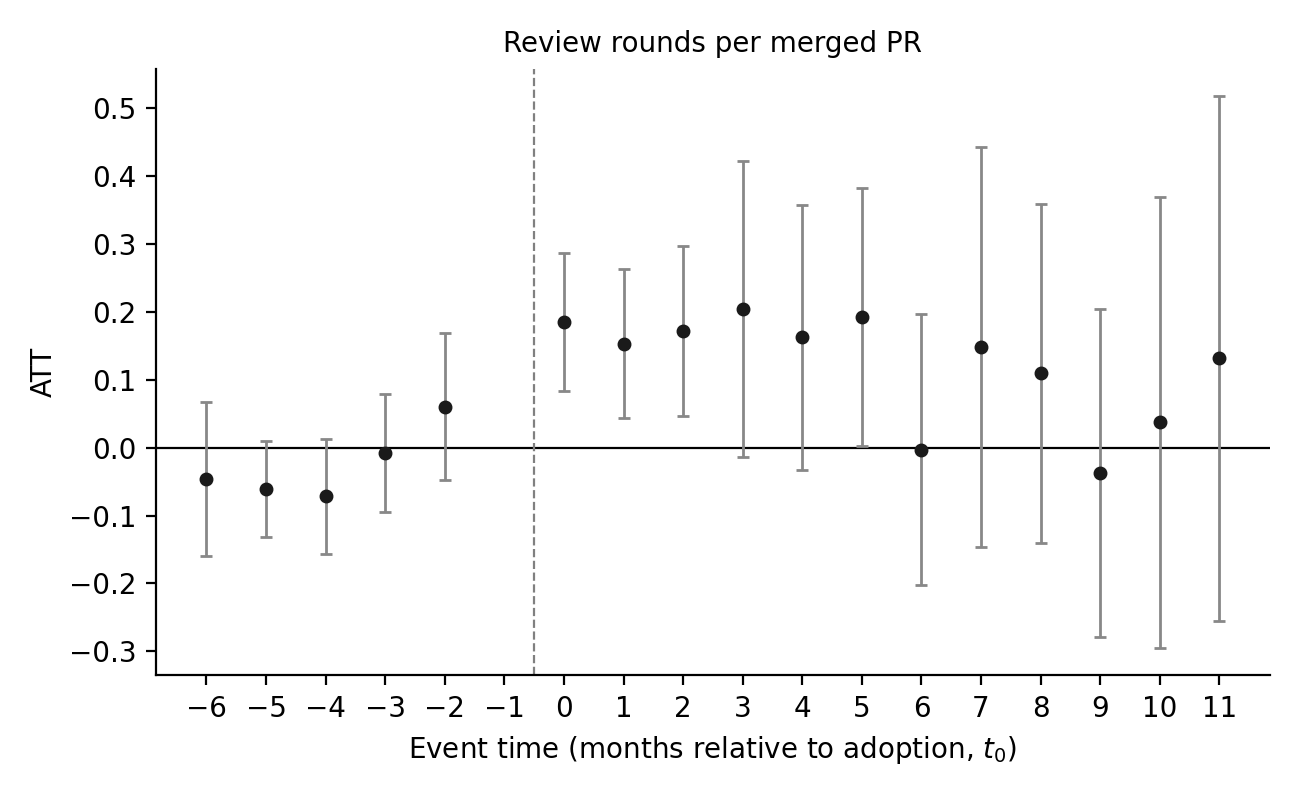 Review rounds per merged PR
ATT
0.5
0.4
0.3
0.2
0.1
0.0
−0.1
−0.2
−0.3
−6 −5 −4 −3 −2 −1 0 1 2 3 4 5 6 7 8 9 10 11
Event time (months relative to adoption, t₀)